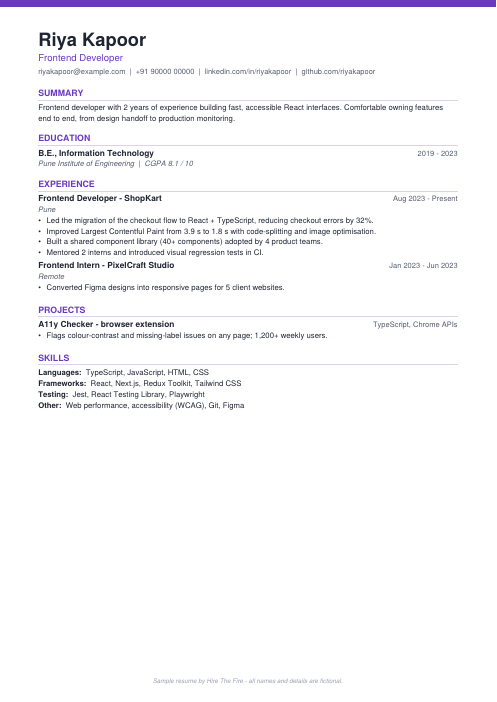 Riya Kapoor
Frontend Developer
riyakapoor@example.com | +91 90000 00000 | linkedin.com/in/riyakapoor | github.com/riyakapoor
SUMMARY
Frontend developer with 2 years of experience building fast, accessible React interfaces. Comfortable owning features
end to end, from design handoff to production monitoring.
EDUCATION
B.E., Information Technology 2019 - 2023
Pune Institute of Engineering | CGPA 8.1 / 10
EXPERIENCE
Frontend Developer - ShopKart Aug 2023 - Present
Pune
• Led the migration of the checkout flow to React + TypeScript, reducing checkout errors by 32%.
• Improved Largest Contentful Paint from 3.9 s to 1.8 s with code-splitting and image optimisation.
• Built a shared component library (40+ components) adopted by 4 product teams.
• Mentored 2 interns and introduced visual regression tests in CI.
Frontend Intern - PixelCraft Studio Jan 2023 - Jun 2023
Remote
• Converted Figma designs into responsive pages for 5 client websites.
PROJECTS
A11y Checker - browser extension TypeScript, Chrome APIs
• Flags colour-contrast and missing-label issues on any page; 1,200+ weekly users.
SKILLS
Languages: TypeScript, JavaScript, HTML, CSS
Frameworks: React, Next.js, Redux Toolkit, Tailwind CSS
Testing: Jest, React Testing Library, Playwright
Other: Web performance, accessibility (WCAG), Git, Figma
Sample resume by Hire The Fire - all names and details are fictional.